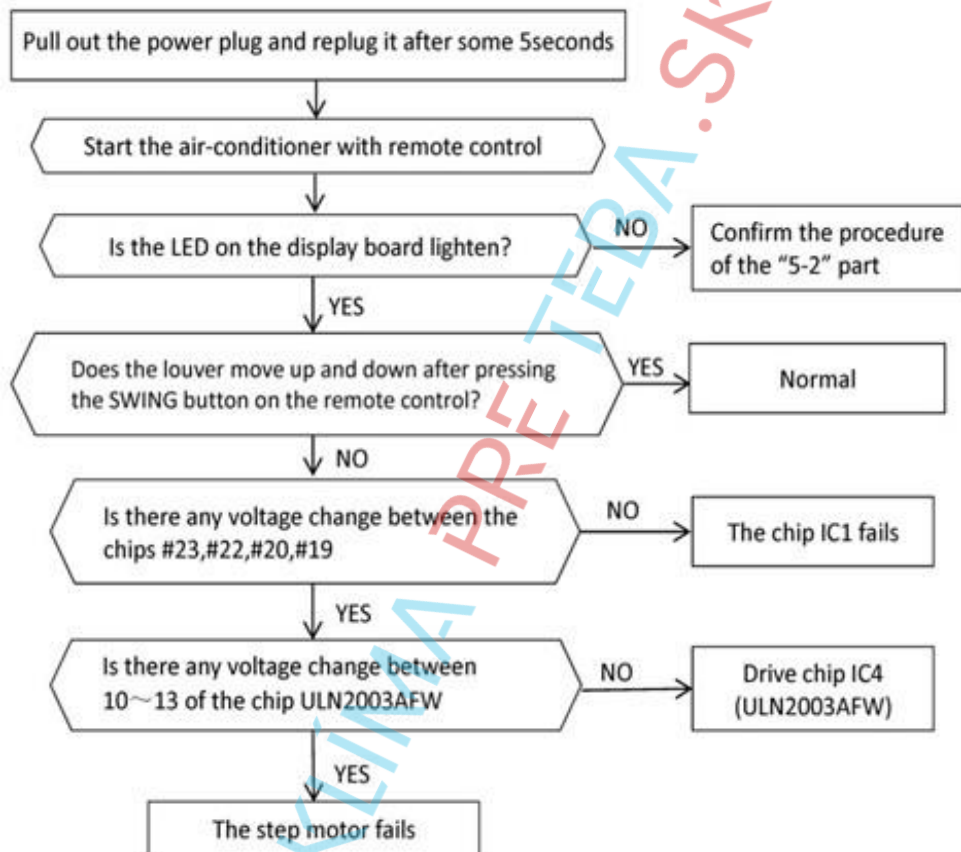 Pull out the power plug and replug it after some 5seconds
Start the air-conditioner with remote control
Is the LED on the display board lighten?
NO
Confirm the procedure
of the “5-2” part
YES
Does the louver move up and down after pressing
the SWING button on the remote control?
YES
Normal
NO
Is there any voltage change between the
chips #23,#22,#20,#19
NO
The chip IC1 fails
YES
Is there any voltage change between
10～13 of the chip ULN2003AFW
NO
Drive chip IC4
(ULN2003AFW)
YES
The step motor fails
KLÍMA PRE TEBA.SK